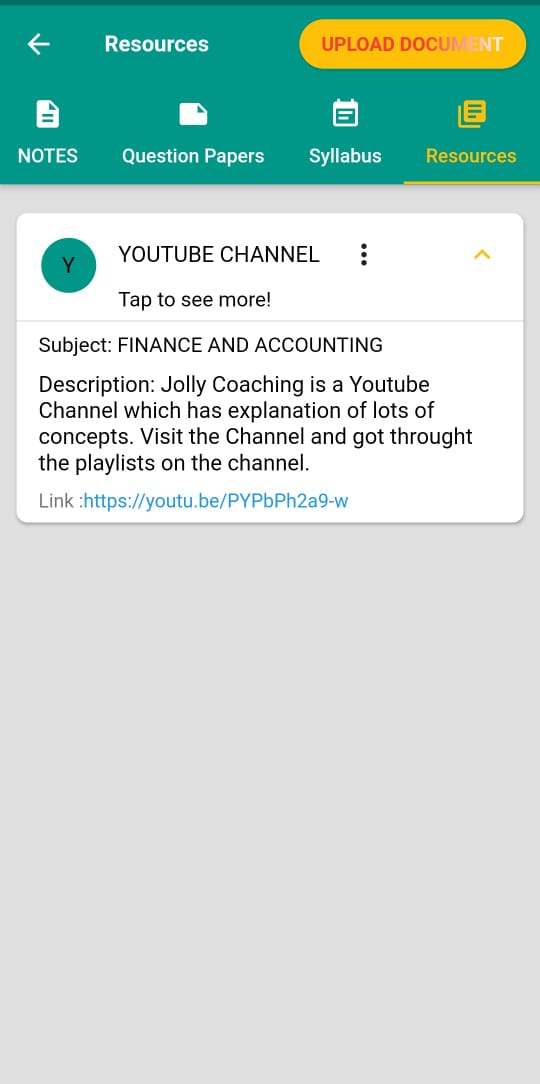 Resources
UPLOAD DOCUMENT
NOTES
Question Papers
Syllabus
Resources
Y
YOUTUBE CHANNEL
Tap to see more!
Subject: FINANCE AND ACCOUNTING
Description: Jolly Coaching is a Youtube
Channel which has explanation of lots of
concepts. Visit the Channel and got throught
the playlists on the channel.
Link :https://youtu.be/PYPbPh2a9-w